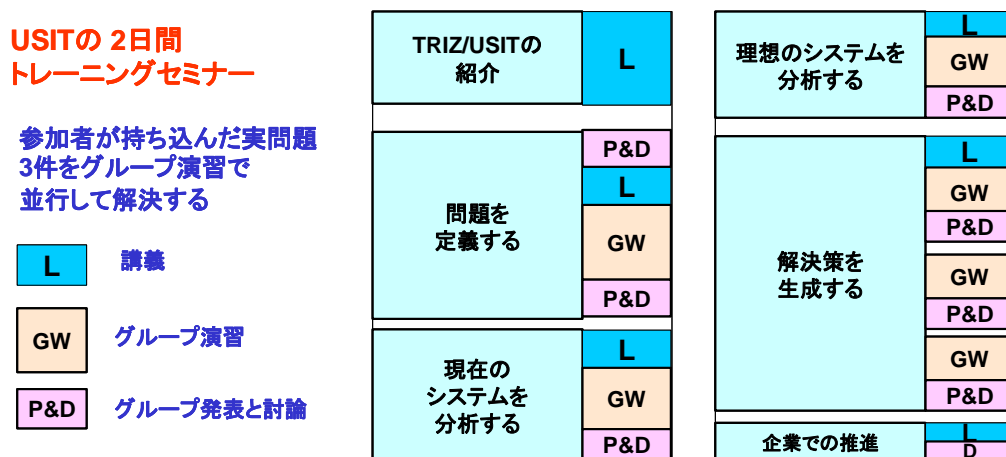 USITの 2日間
トレーニングセミナー
参加者が持ち込んだ実問題
3件をグループ演習で
並行して解決する
L
講義
GW
グループ演習
P&D
グループ発表と討論
TRIZ/USITの
紹介
L
問題を
定義する
P&D
L
GW
P&D
現在の
システムを
分析する
L
GW
P&D
理想のシステムを
分析する
L
GW
P&D
解決策を
生成する
L
GW
P&D
GW
P&D
GW
P&D
企業での推進
L
D